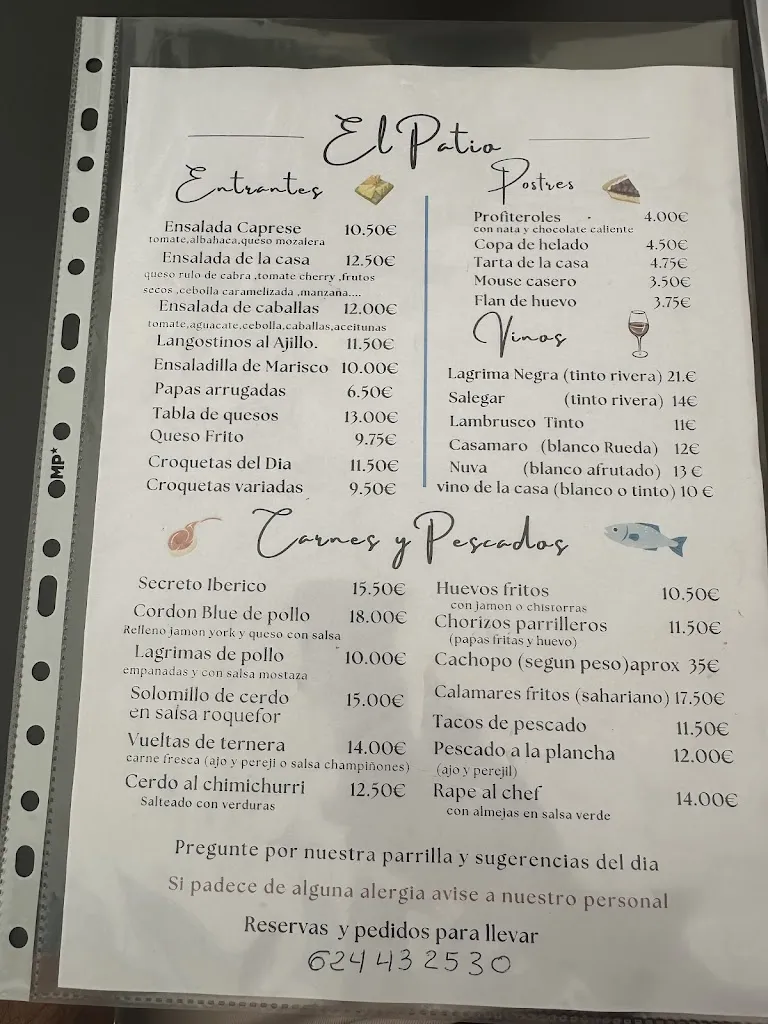 El Patio
Entrantes
Ensalada Caprese 10.50€
tomate,albahaca,queso mozalera
Ensalada de la casa 12.50€
queso rulo de cabra ,tomate cherry ,frutos
secos ,cebolla caramelizada ,manzana....
Ensalada de caballas 12.00€
tomate,aguacate,cebolla,caballas,aceitunas
Langostinos al Ajillo. 11.50€
Ensaladilla de Marisco 10.00€
Papas arrugadas 6.50€
Tabla de quesos 13.00€
Queso Frito 9.75€
Croquetas del Dia 11.50€
Croquetas variadas 9.50€
Postres
Profiteroles 4.00€
con nata y chocolate caliente
Copa de helado 4.50€
Tarta de la casa 4.75€
Mouse casero 3.50€
Flan de huevo 3.75€
Vinos
Lagrima Negra (tinto rivera) 21.€
Salegar (tinto rivera) 14€
Lambrusco Tinto 11€
Casamaro (blanco Rueda) 12€
Nuva (blanco afrutado) 13 €
vino de la casa (blanco o tinto) 10 €
Carnes y Pescados
Secreto Iberico 15.50€
Cordon Blue de pollo 18.00€
Relleno jamon york y queso con salsa
Lagrimas de pollo 10.00€
empanadas y con salsa mostaza
Solomillo de cerdo 15.00€
en salsa roquefor
Vueltas de ternera 14.00€
carne fresca (ajo y pereji o salsa champiñones)
Cerdo al chimichurri 12.50€
Salteado con verduras
Huevos fritos 10.50€
con jamon o chistorras
Chorizos parrilleros 11.50€
(papas fritas y huevo)
Cachopo (segun peso)aprox 35€
Calamares fritos (sahariano) 17.50€
Tacos de pescado 11.50€
Pescado a la plancha 12.00€
(ajo y perejil)
Rape al chef 14.00€
con almejas en salsa verde
Pregunte por nuestra parrilla y sugerencias del dia
Si padece de alguna alergia avise a nuestro personal
Reservas y pedidos para llevar
624 43 25 30
MP*